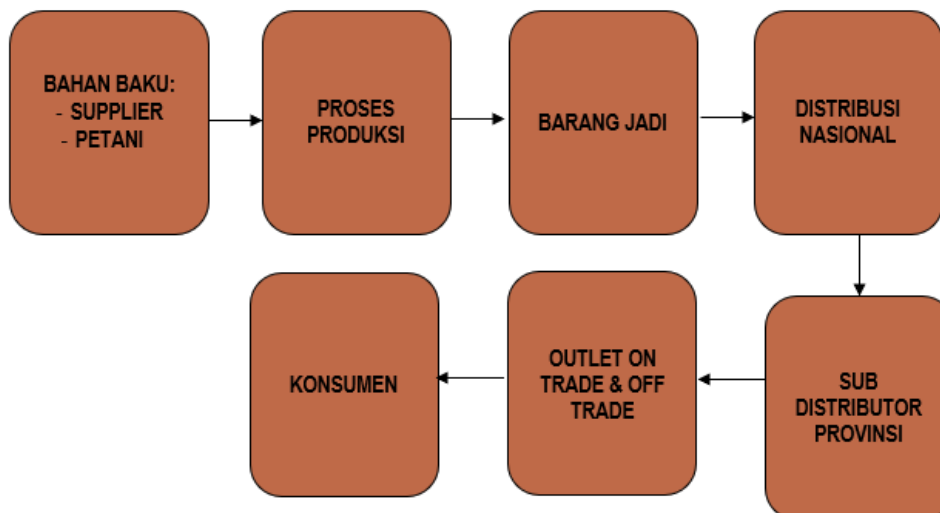 BAHAN BAKU:
- SUPPLIER
- PETANI
PROSES
PRODUKSI
BARANG JADI
DISTRIBUSI
NASIONAL
SUB
DISTRIBUTOR
PROVINSI
OUTLET ON
TRADE & OFF
TRADE
KONSUMEN